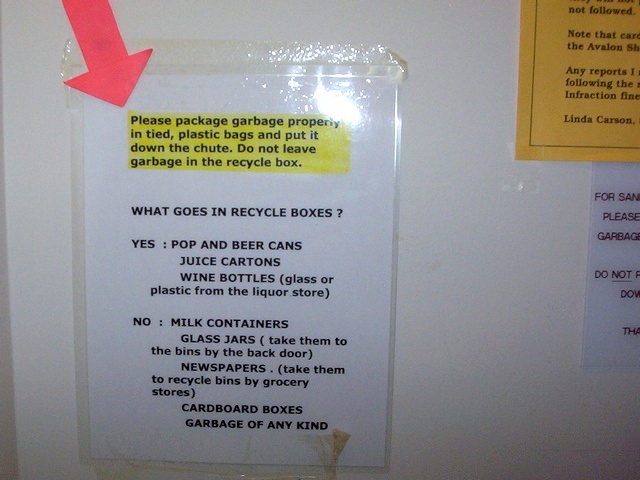 Please package garbage properly
in tied, plastic bags and put it
down the chute. Do not leave
garbage in the recycle box.
WHAT GOES IN RECYCLE BOXES ?
YES : POP AND BEER CANS
JUICE CARTONS
WINE BOTTLES (glass or
plastic from the liquor store)
NO : MILK CONTAINERS
GLASS JARS ( take them to
the bins by the back door)
NEWSPAPERS . (take them
to recycle bins by grocery
stores)
CARDBOARD BOXES
GARBAGE OF ANY KIND
not followed.
Note that
the Avalon
Any reports I
following the
Infraction
Linda Carson,
FOR
PLEASE
GARBAGE
DO NOT